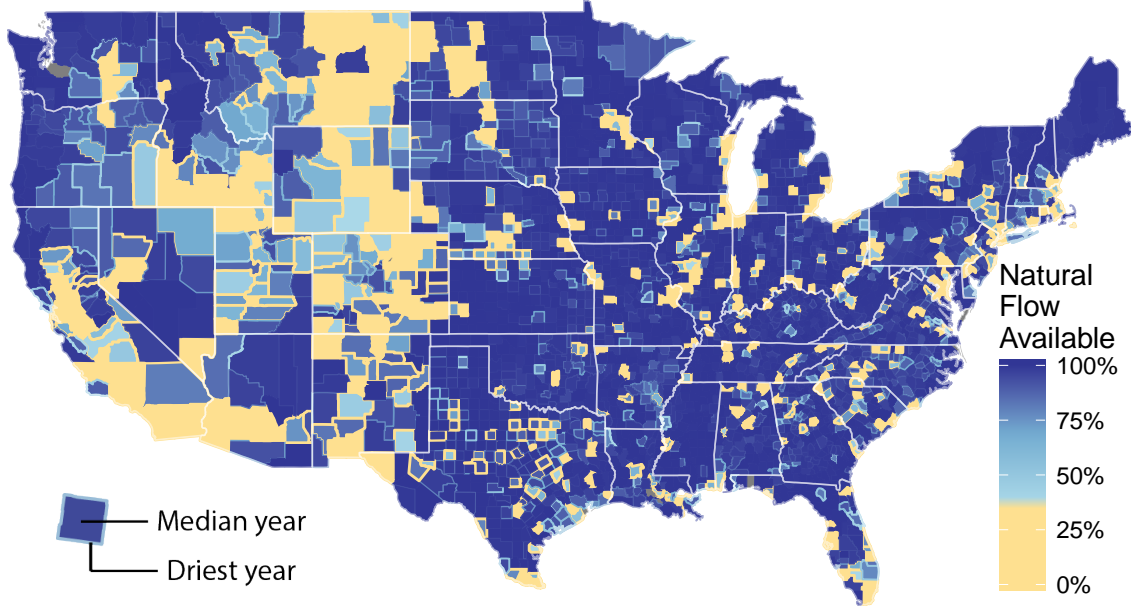 Natural
Flow
Available
100%
75%
50%
25%
0%
Median year
Driest year